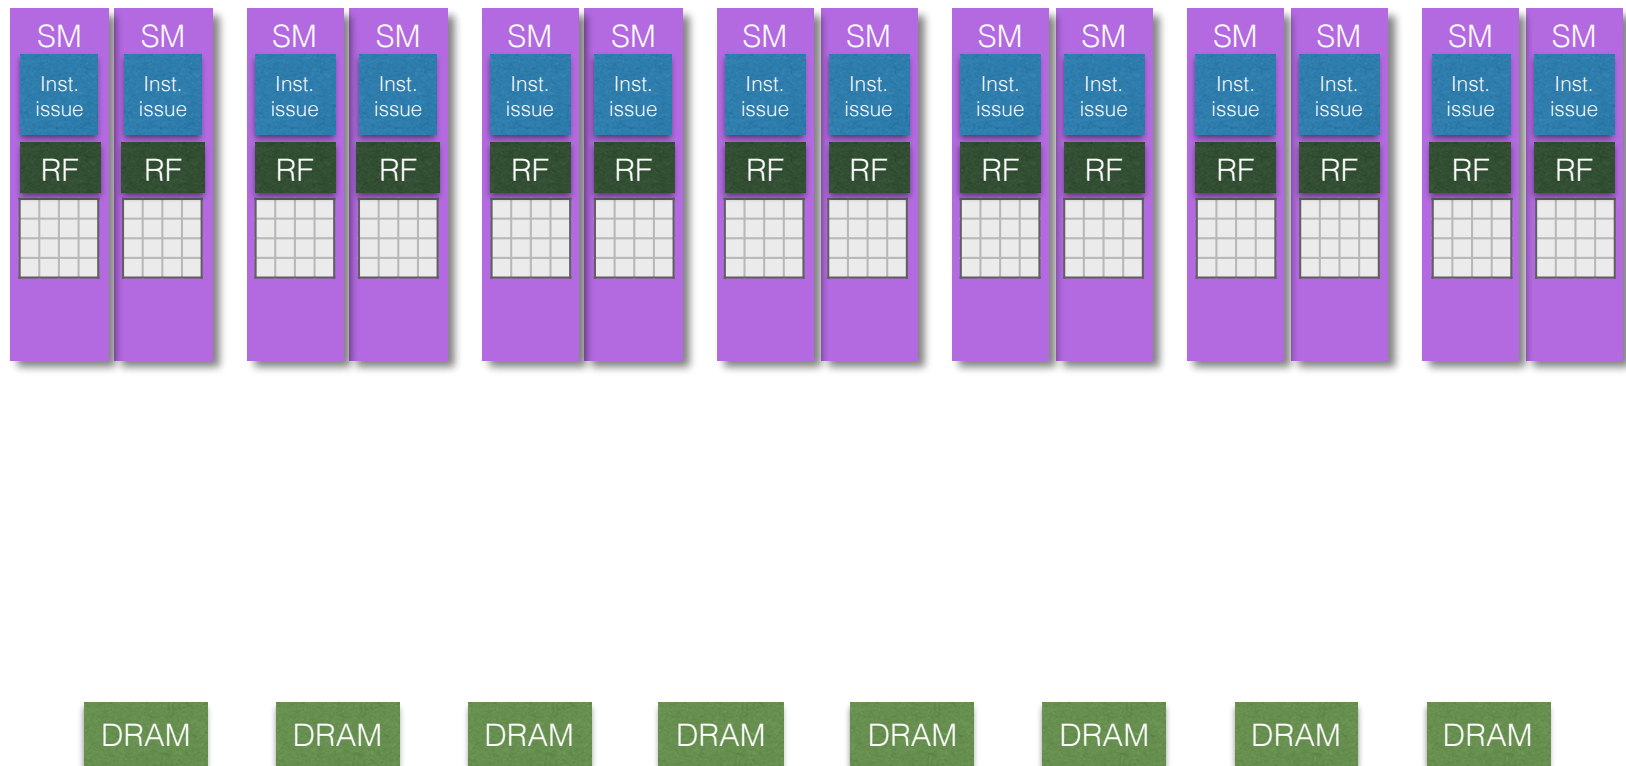 SM SM SM SM SM SM SM SM SM SM SM SM SM SM
Inst. Inst. Inst. Inst. Inst. Inst. Inst. Inst. Inst. Inst. Inst. Inst. Inst. Inst.
issue issue issue issue issue issue issue issue issue issue issue issue issue issue
RF RF RF RF RF RF RF RF RF RF RF RF RF RF
DRAM DRAM DRAM DRAM DRAM DRAM DRAM DRAM